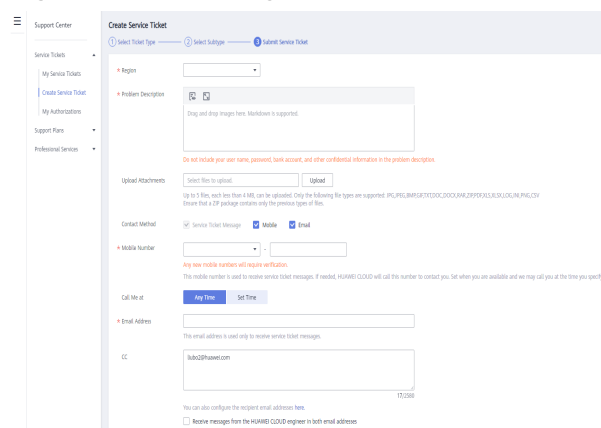 Support Center
Service Tickets
My Service Tickets
Create Service Ticket
My Authorizations
Support Plans
Professional Services
Create Service Ticket
1 Select Ticket Type
2 Select Subtype
3 Submit Service Ticket
* Region
* Problem Description
Drag and drop images here. Markdown is supported.
Do not include your user name, password, bank account, and other confidential information in the problem description
Upload Attachments
Select files to upload.
Upload
Up to 5 files, each less than 4 MB, can be uploaded. Only the following file types are supported: JPG,JPEG,BMP,GIF,TXT,DOC,DOCX,RAR,ZIP,PDF,XLS,XLSX,LOG,INI,PNG,CSV
Ensure that a ZIP package contains only the previous types of files.
Contact Method
Service Ticket Message
Mobile
Email
* Mobile Number
-
Any new mobile numbers will require verification.
This mobile number is used to receive service ticket messages. If needed, HUAWEI CLOUD will call this number to contact you. Set when you are available and we may call you at the time you specify
Call Me at
Any Time
Set Time
* Email Address
This email address is used only to receive service ticket messages.
CC
liubo2@huawei.com
17/2580
You can also configure the recipient email addresses here.
Receive messages from the HUAWEI CLOUD engineer in both email addresses